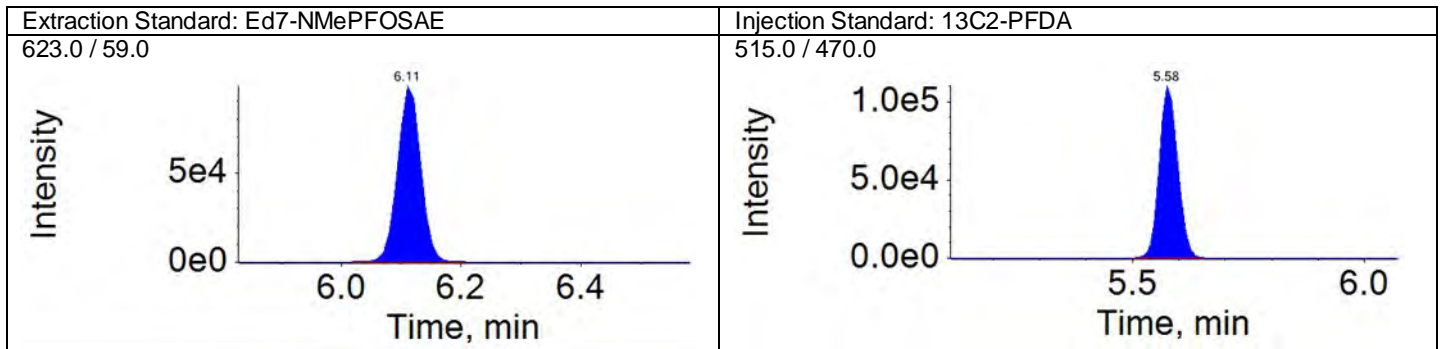 Extraction Standard: Ed7-NMePFOSAE
623.0 / 59.0
6.11
Intensity
5e4
0e0
6.0 6.2 6.4
Time, min
Injection Standard: 13C2-PFDA
515.0 / 470.0
5.58
Intensity
1.0e5
5.0e4
0.0e0
5.5 6.0
Time, min